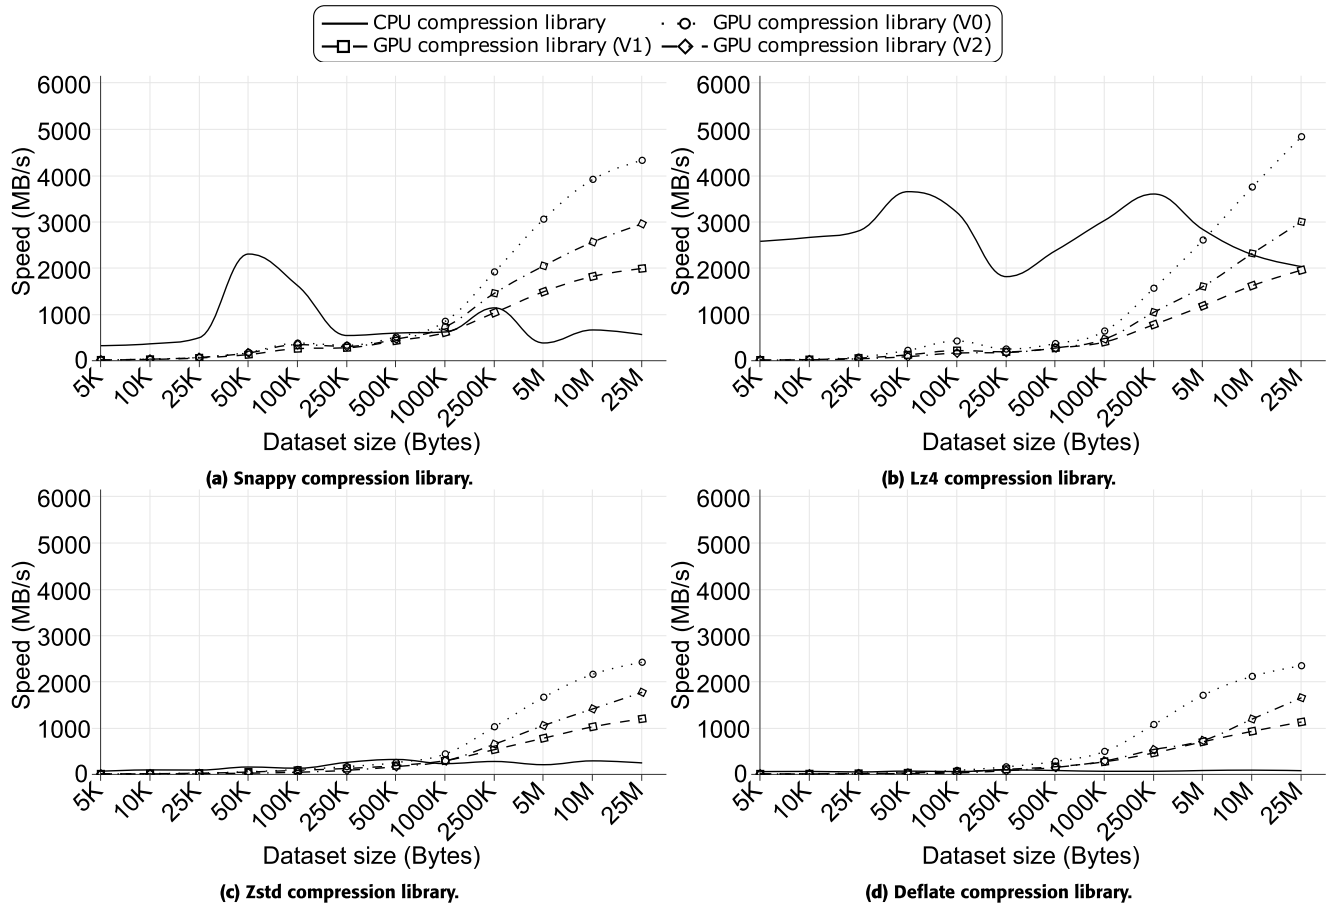 CPU compression library
GPU compression library (V0)
GPU compression library (V1)
GPU compression library (V2)
Speed (MB/s)
6000
5000
4000
3000
2000
1000
0
5K
10K
25K
50K
100K
250K
500K
1000K
2500K
5M
10M
25M
Dataset size (Bytes)
(a) Snappy compression library.
Speed (MB/s)
6000
5000
4000
3000
2000
1000
0
5K
10K
25K
50K
100K
250K
500K
1000K
2500K
5M
10M
25M
Dataset size (Bytes)
(b) Lz4 compression library.
Speed (MB/s)
6000
5000
4000
3000
2000
1000
0
5K
10K
25K
50K
100K
250K
500K
1000K
2500K
5M
10M
25M
Dataset size (Bytes)
(c) Zstd compression library.
Speed (MB/s)
6000
5000
4000
3000
2000
1000
0
5K
10K
25K
50K
100K
250K
500K
1000K
2500K
5M
10M
25M
Dataset size (Bytes)
(d) Deflate compression library.